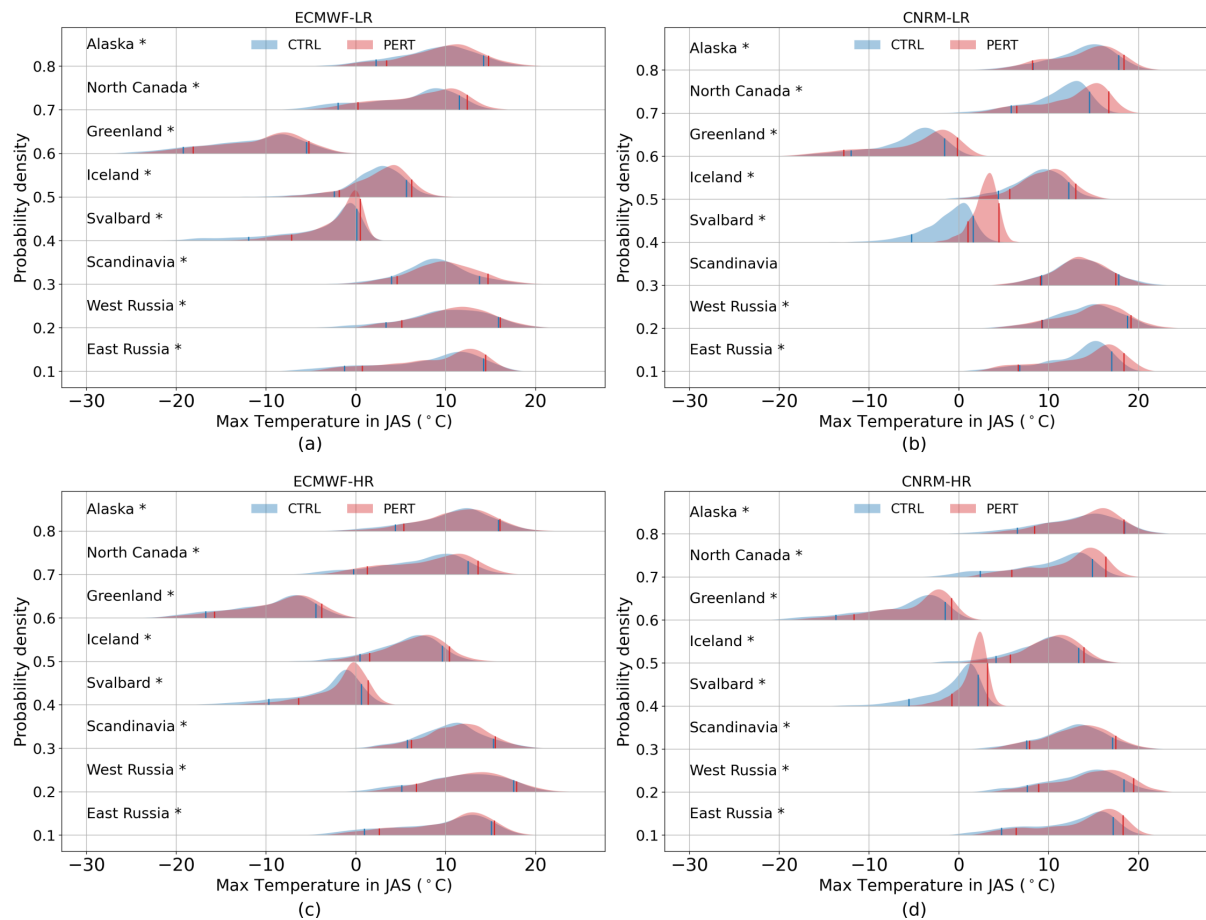 ECMWF-LR
CTRL PERT
Alaska *
0.8
North Canada *
0.7
Greenland *
0.6
Iceland *
0.5
Svalbard *
0.4
Scandinavia *
0.3
West Russia *
0.2
East Russia *
0.1
Probability density
−30 −20 −10 0 10 20
Max Temperature in JAS (°C)
(a)
CNRM-LR
CTRL PERT
Alaska *
0.8
North Canada *
0.7
Greenland *
0.6
Iceland *
0.5
Svalbard *
0.4
Scandinavia
0.3
West Russia *
0.2
East Russia *
0.1
Probability density
−30 −20 −10 0 10 20
Max Temperature in JAS (°C)
(b)
ECMWF-HR
CTRL PERT
Alaska *
0.8
North Canada *
0.7
Greenland *
0.6
Iceland *
0.5
Svalbard *
0.4
Scandinavia *
0.3
West Russia *
0.2
East Russia *
0.1
Probability density
−30 −20 −10 0 10 20
Max Temperature in JAS (°C)
(c)
CNRM-HR
CTRL PERT
Alaska *
0.8
North Canada *
0.7
Greenland *
0.6
Iceland *
0.5
Svalbard *
0.4
Scandinavia *
0.3
West Russia *
0.2
East Russia *
0.1
Probability density
−30 −20 −10 0 10 20
Max Temperature in JAS (°C)
(d)